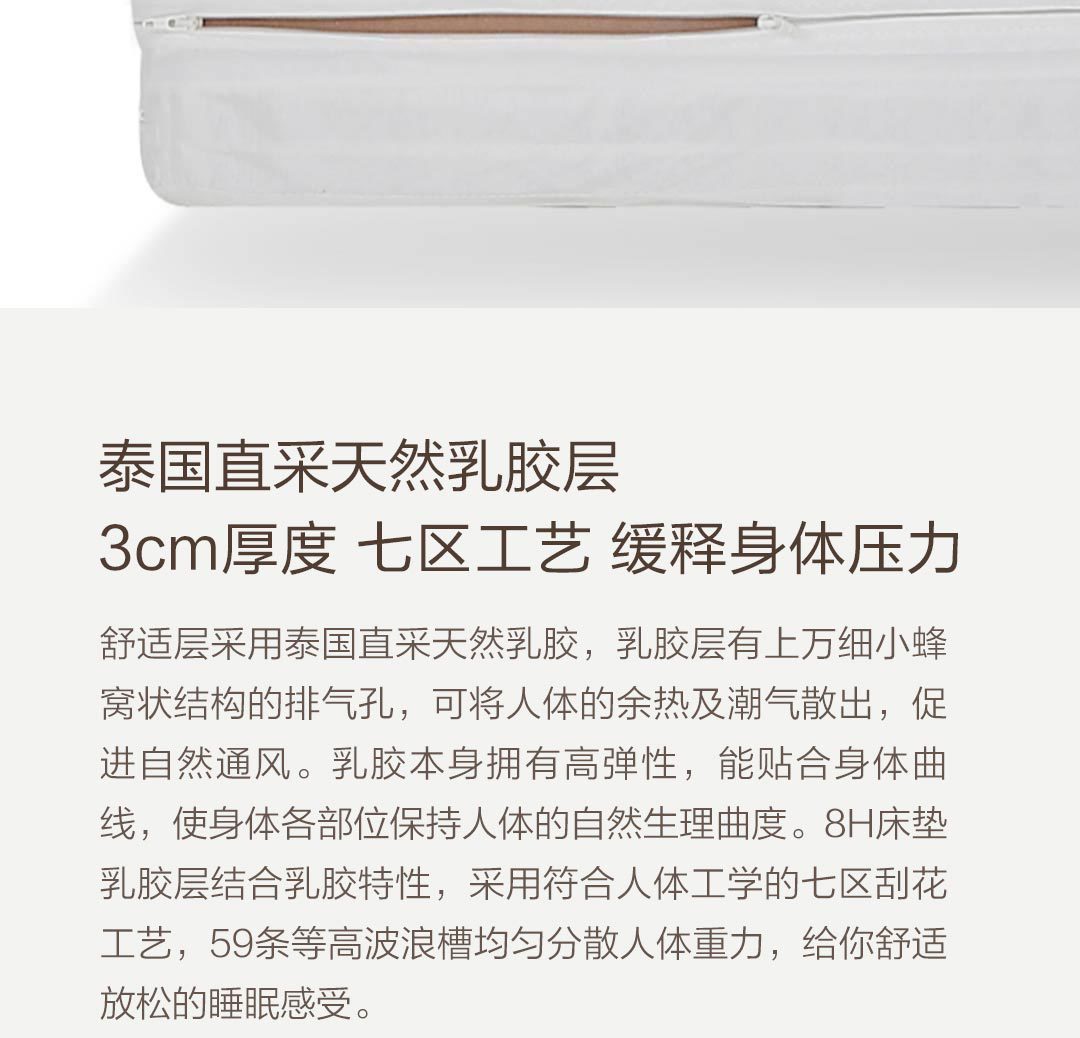 泰国直采天然乳胶层
3cm厚度 七区工艺 缓释身体压力
舒适层采用泰国直采天然乳胶，乳胶层有上万细小蜂
窝状结构的排气孔，可将人体的余热及潮气散出，促
进自然通风。乳胶本身拥有高弹性，能贴合身体曲
线，使身体各部位保持人体的自然生理曲度。8H床垫
乳胶层结合乳胶特性，采用符合人体工学的七区刮花
工艺，59条等高波浪槽均匀分散人体重力，给你舒适
放松的睡眠感受。